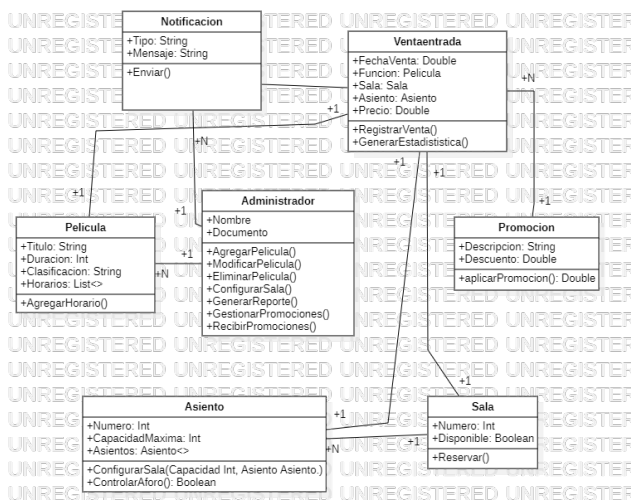 Notificacion
+Tipo: String
+Mensaje: String
+Enviar()
Ventaentrada
+FechaVenta: Double
+Funcion: Pelicula
+Sala: Sala
+Asiento: Asiento
+Precio: Double
+RegistrarVenta()
+GenerarEstadististica()
+N
+1
+N
+1
+1
+1
+1
+1
Pelicula
+Titulo: String
+Duracion: Int
+Clasificacion: String
+Horarios: List<>
+AgregarHorario()
+1
+N
Administrador
+Nombre
+Documento
+AgregarPelicula()
+ModificarPelicula()
+EliminarPelicula()
+ConfigurarSala()
+GenerarReporte()
+GestionarPromociones()
+RecibirPromociones()
Promocion
+Descripcion: String
+Descuento: Double
+aplicarPromocion(): Double
+1
Asiento
+Numero: Int
+CapacidadMaxima: Int
+Asientos: Asiento<>
+ConfigurarSala(Capacidad Int, Asiento Asiento.)
+ControlarAforo(): Boolean
+1
+N
+1
Sala
+Numero: Int
+Disponible: Boolean
+Reservar()
UNREGISTERED UNREGISTERED UNREGISTERED UNREGISTERED